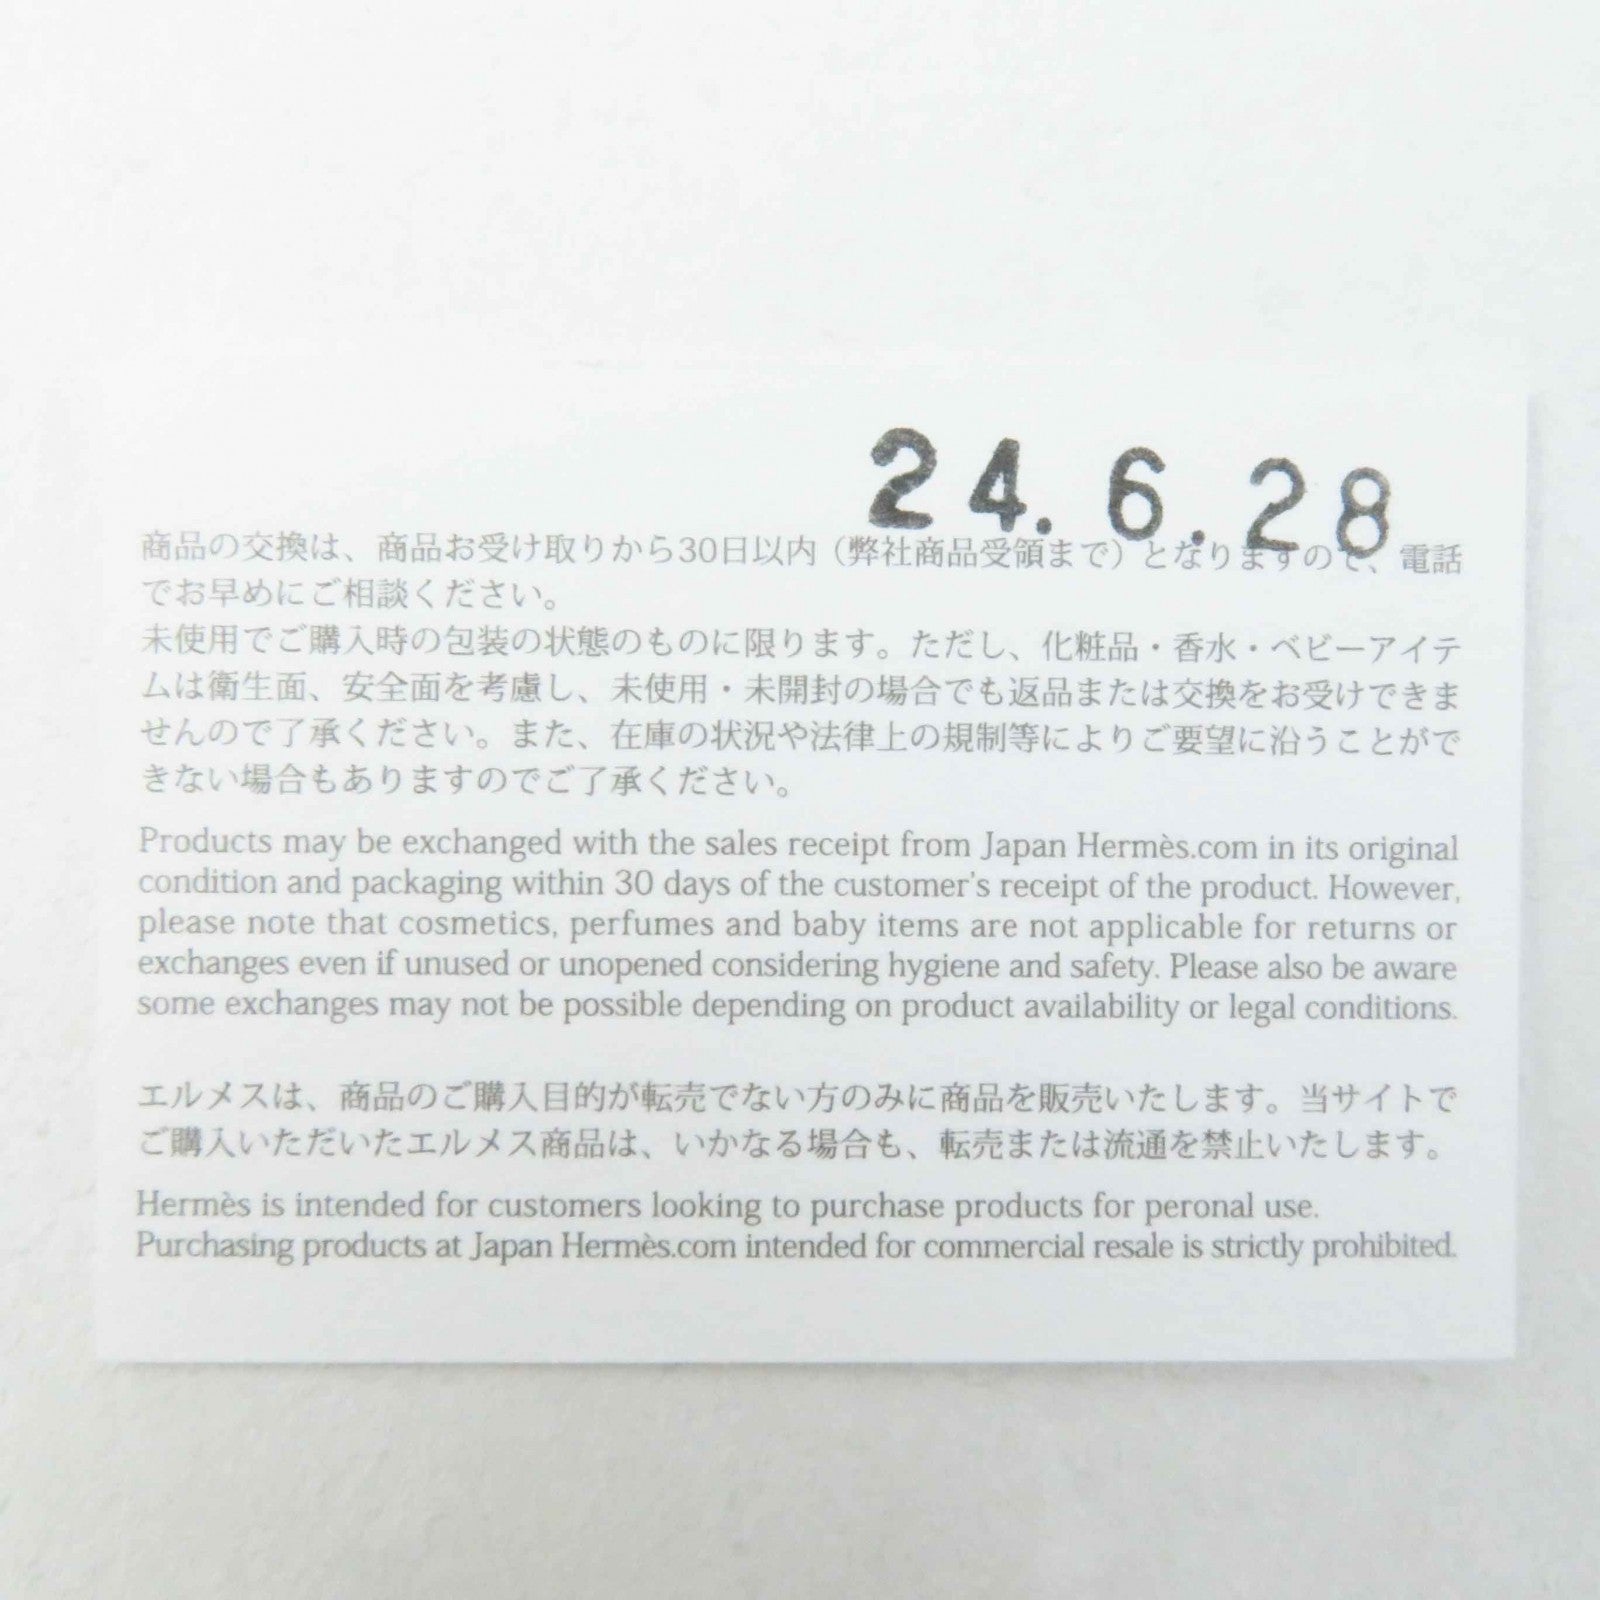 24.6.28
商品の交換は、商品お受け取りから30日以内（弊社商品受領まで）となりますので、電話
でお早めにご相談ください。
未使用でご購入時の包装の状態のものに限ります。ただし、化粧品・香水・ベビーアイテ
ムは衛生面、安全面を考慮し、未使用・未開封の場合でも返品または交換をお受けできま
せんので了承ください。また、在庫の状況や法律上の規制等によりご要望に沿うことがで
きない場合もありますのでご了承ください。
Products may be exchanged with the sales receipt from Japan Hermès.com in its original
condition and packaging within 30 days of the customer's receipt of the product. However,
please note that cosmetics, perfumes and baby items are not applicable for returns or
exchanges even if unused or unopened considering hygiene and safety. Please also be aware
some exchanges may not be possible depending on product availability or legal conditions.
エルメスは、商品のご購入目的が転売でない方のみに商品を販売いたします。当サイトで
ご購入いただいたエルメス商品は、いかなる場合も、転売または流通を禁止いたします。
Hermès is intended for customers looking to purchase products for peronal use.
Purchasing products at Japan Hermès.com intended for commercial resale is strictly prohibited.